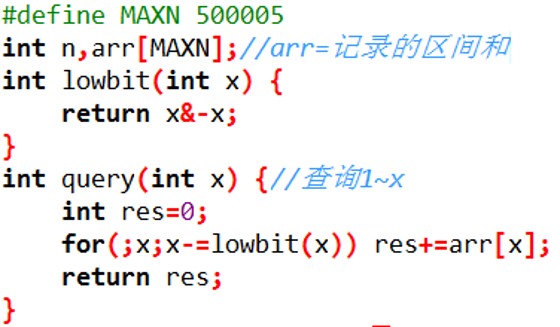 #define MAXN 500005
int n,arr[MAXN];//arr=记录的区间和
int lowbit(int x) {
    return x&-x;
}
int query(int x) {//查询1~x
    int res=0;
    for(;x;x-=lowbit(x)) res+=arr[x];
    return res;
}